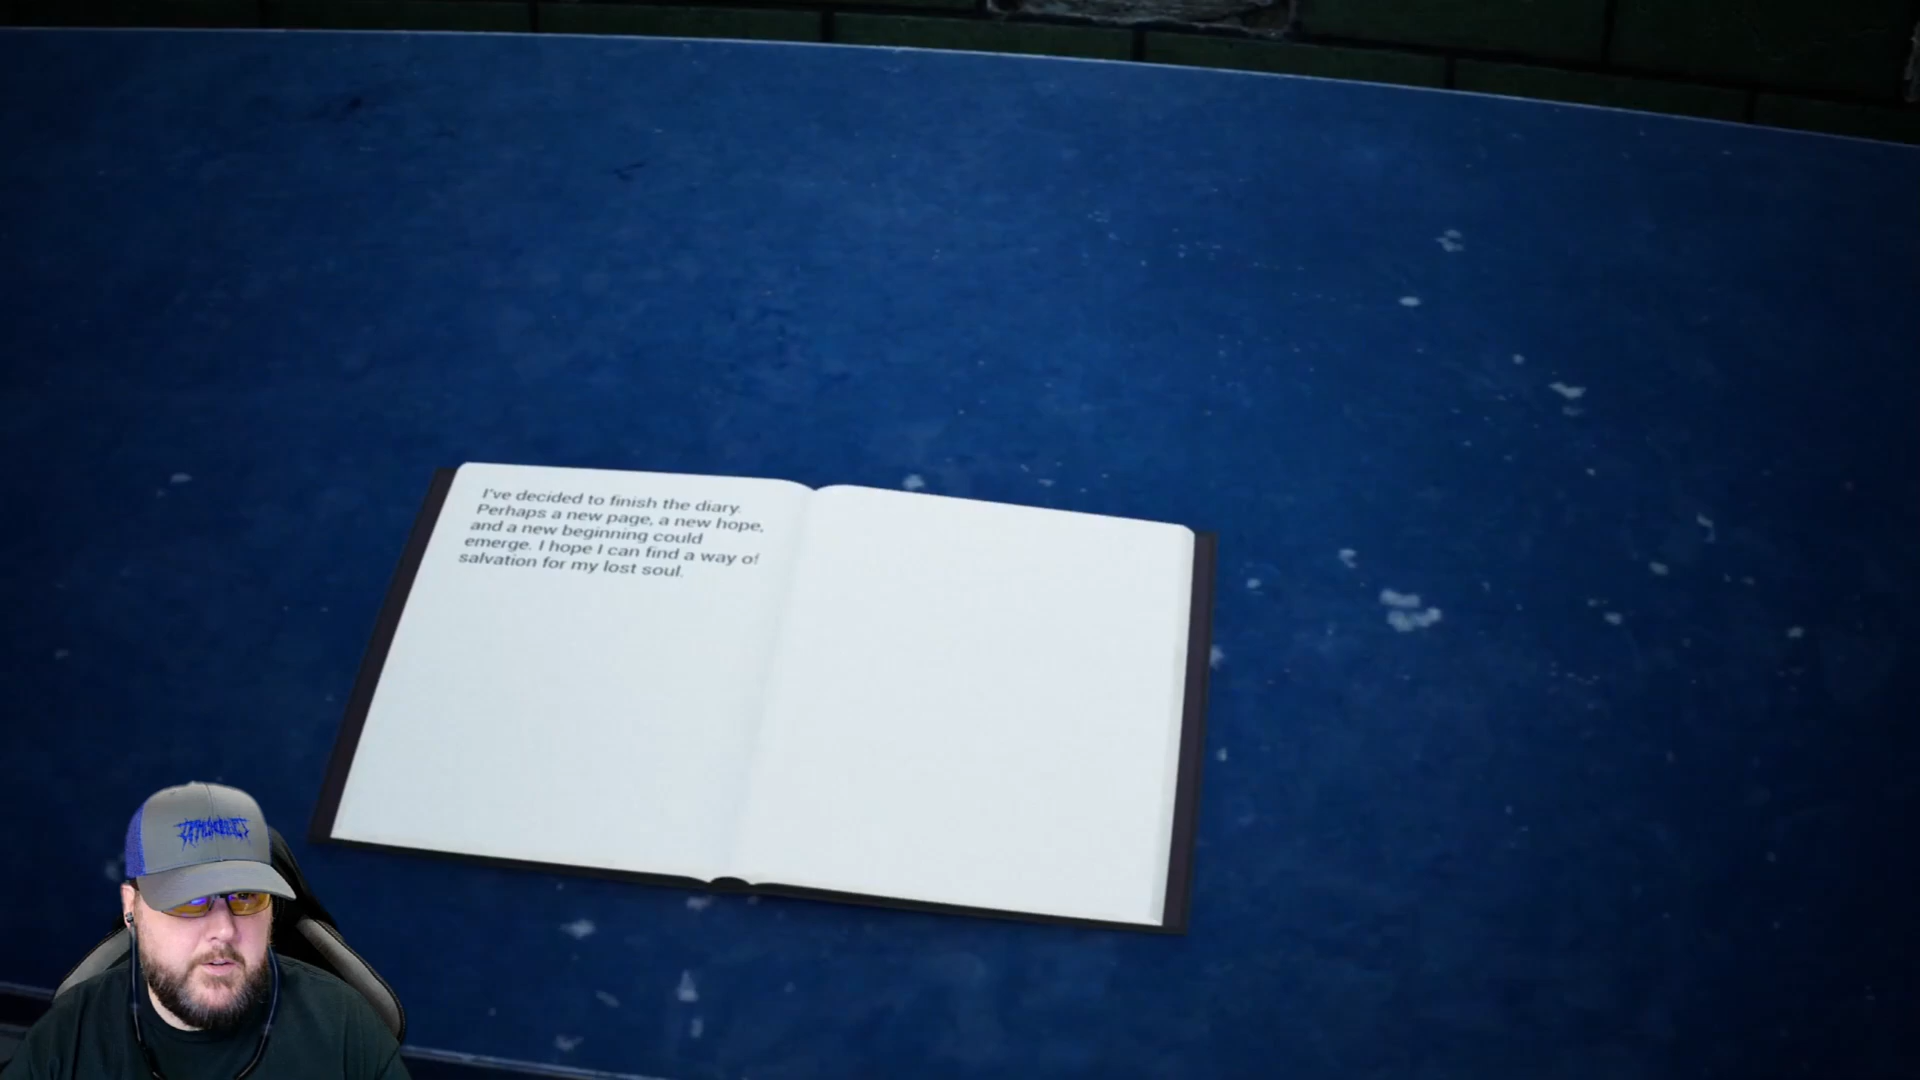 I've decided to finish the diary.
Perhaps a new page, a new hope,
and a new beginning could
emerge. I hope I can find a way of
salvation for my lost soul.